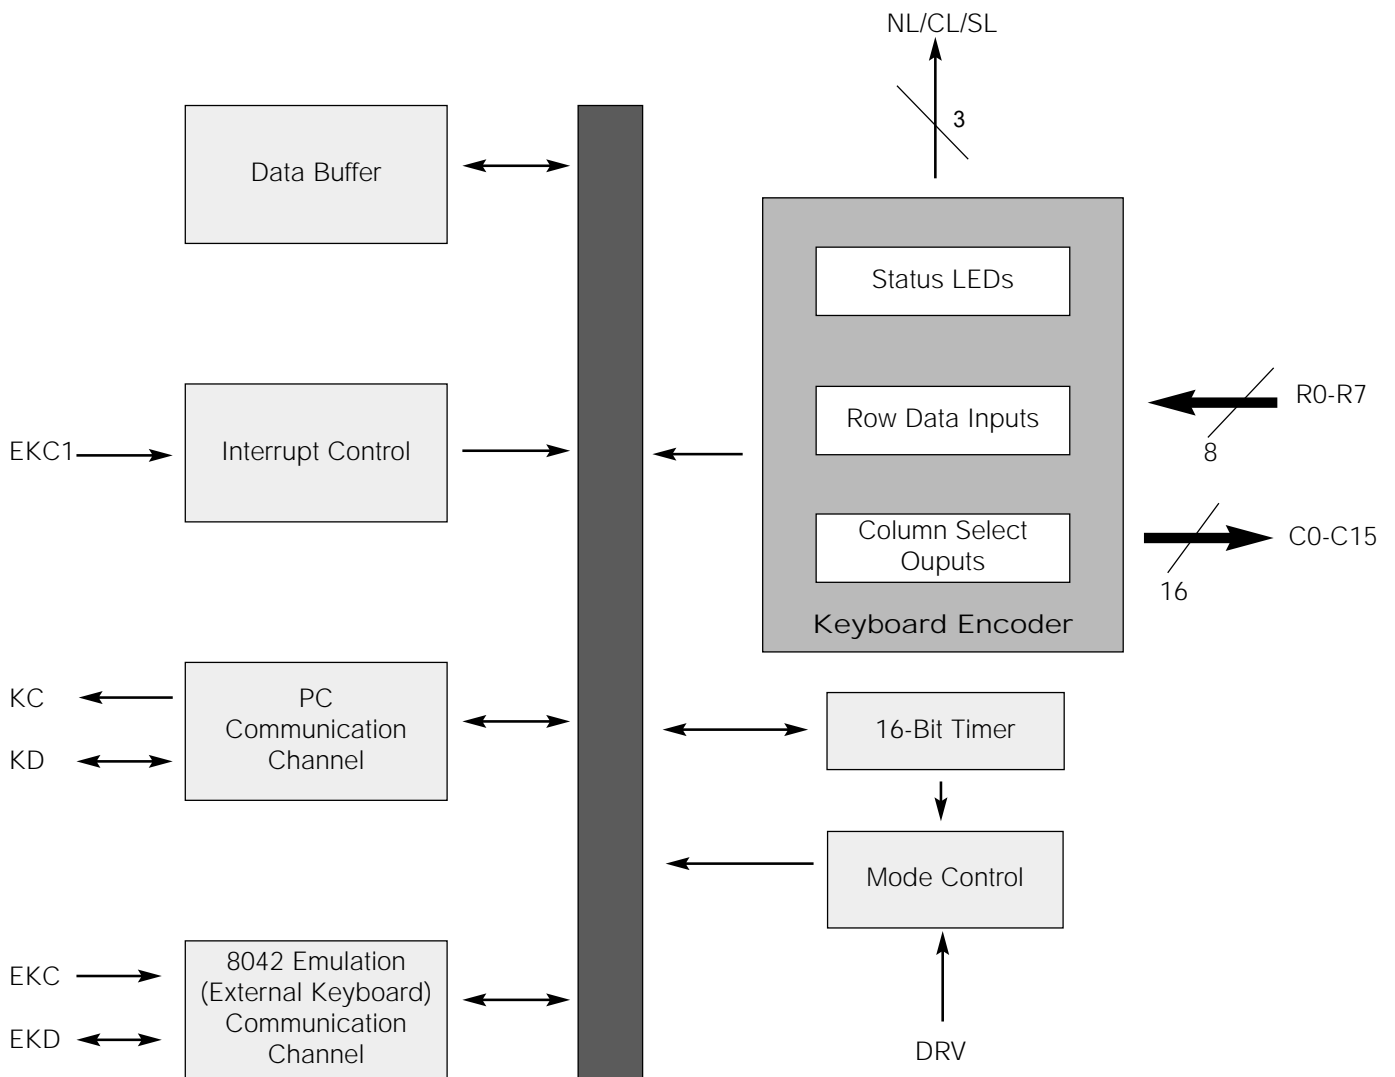 NL/CL/SL
3
Data Buffer
Status LEDs
Row Data Inputs
R0-R7
8
EKC1
Interrupt Control
Column Select
Ouputs
C0-C15
16
Keyboard Encoder
KC
KD
PC
Communication
Channel
16-Bit Timer
Mode Control
EKC
EKD
8042 Emulation
(External Keyboard)
Communication
Channel
DRV